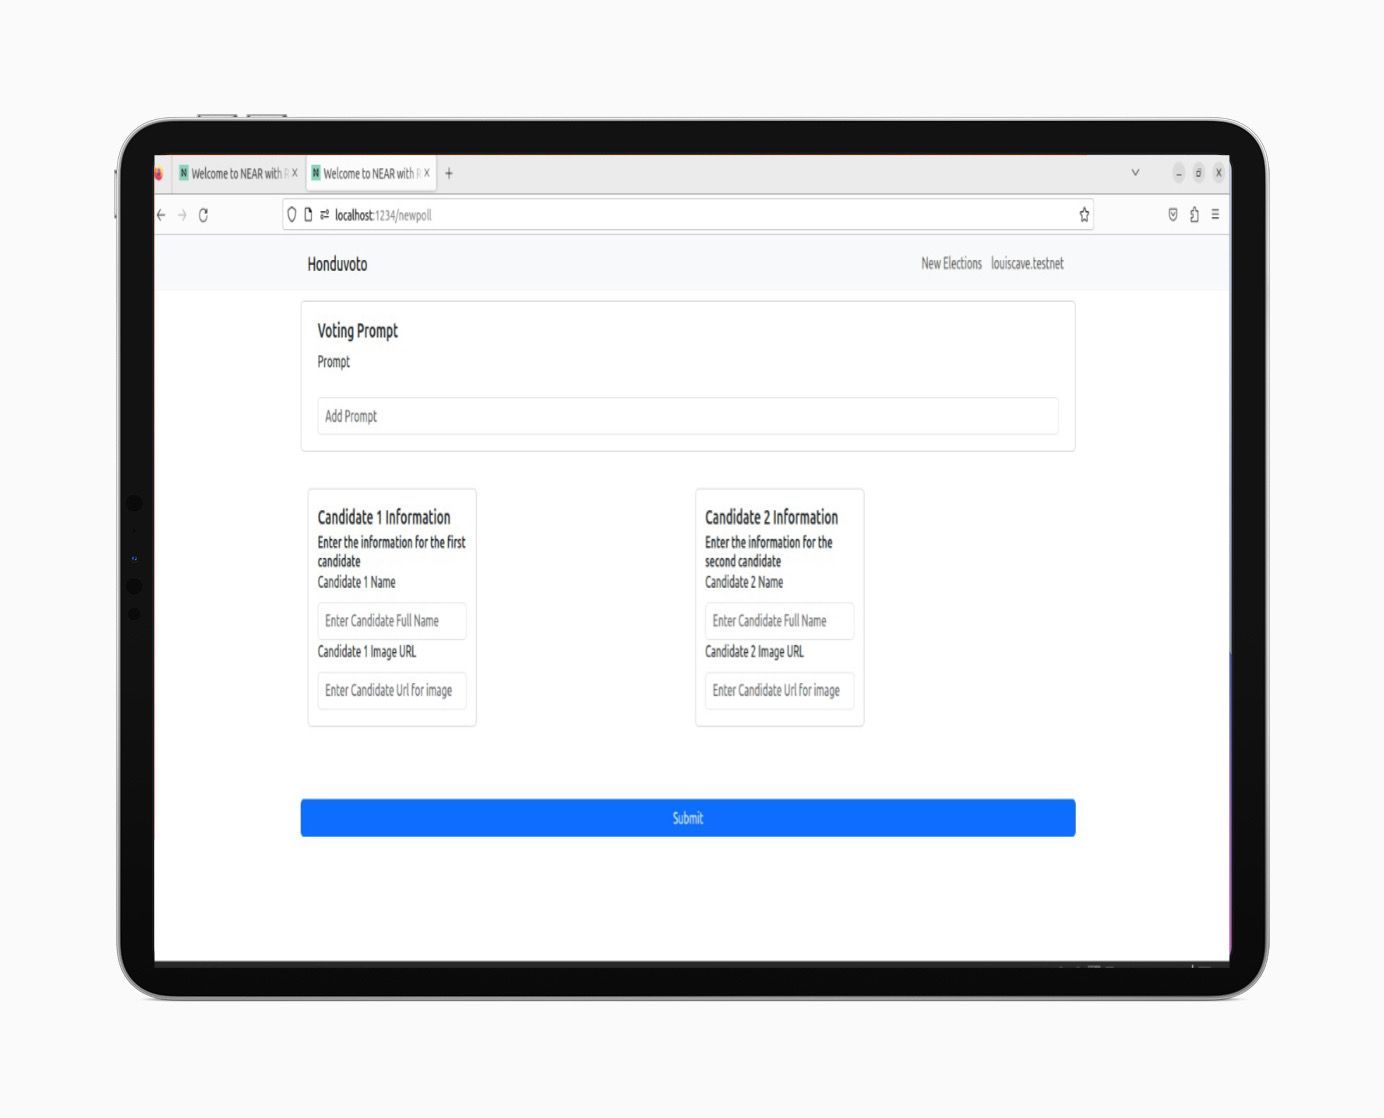 N Welcome to NEAR with R X
N Welcome to NEAR with R X +
localhost:1234/newpoll
Honduvoto
New Elections louiscave.testnet
Voting Prompt
Prompt
Add Prompt
Candidate 1 Information
Enter the information for the first
candidate
Candidate 1 Name
Enter Candidate Full Name
Candidate 1 Image URL
Enter Candidate Url for image
Candidate 2 Information
Enter the information for the
second candidate
Candidate 2 Name
Enter Candidate Full Name
Candidate 2 Image URL
Enter Candidate Url for image
Submit